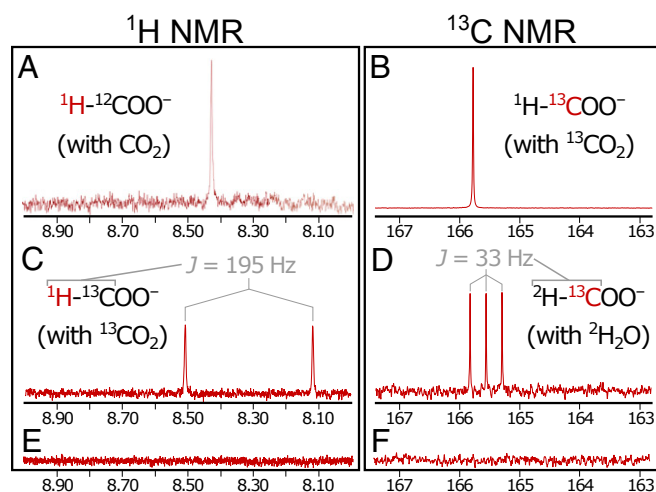 ¹H NMR
¹³C NMR
A
¹H-¹²COO⁻
(with CO₂)
8.90 8.70 8.50 8.30 8.10
B
¹H-¹³COO⁻
(with ¹³CO₂)
167 166 165 164 163
C
J = 195 Hz
¹H-¹³COO⁻
(with ¹³CO₂)
8.90 8.70 8.50 8.30 8.10
D
J = 33 Hz
²H-¹³COO⁻
(with ²H₂O)
167 166 165 164 163
E
8.90 8.70 8.50 8.30 8.10
F
167 166 165 164 163